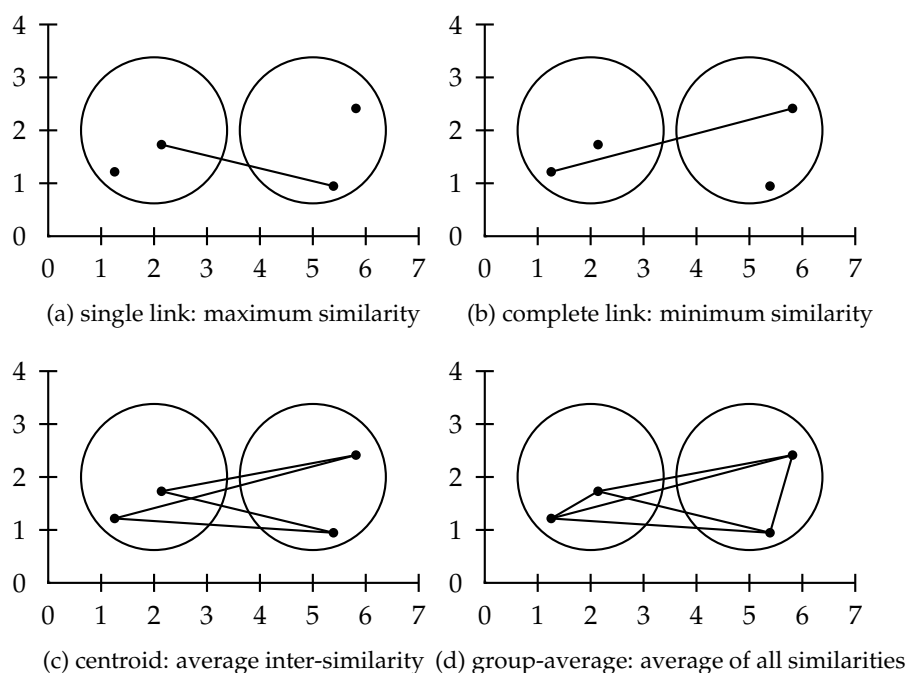 4
4
3
3
2
2
1
1
0
0
0 1 2 3 4 5 6 7
0 1 2 3 4 5 6 7
(a) single link: maximum similarity
(b) complete link: minimum similarity
4
4
3
3
2
2
1
1
0
0
0 1 2 3 4 5 6 7
0 1 2 3 4 5 6 7
(c) centroid: average inter-similarity
(d) group-average: average of all similarities